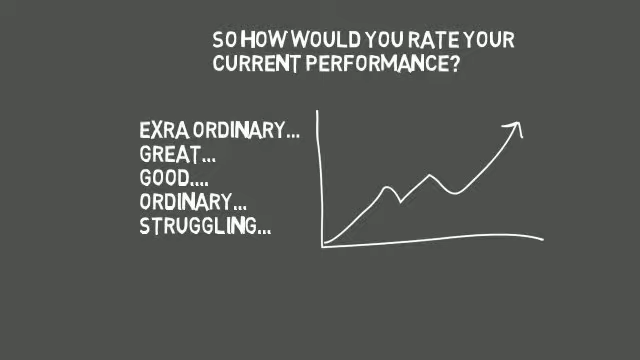 SO HOW WOULD YOU RATE YOUR
CURRENT PERFORMANCE?
EXRA ORDINARY...
GREAT...
GOOD....
ORDINARY...
STRUGGLING...